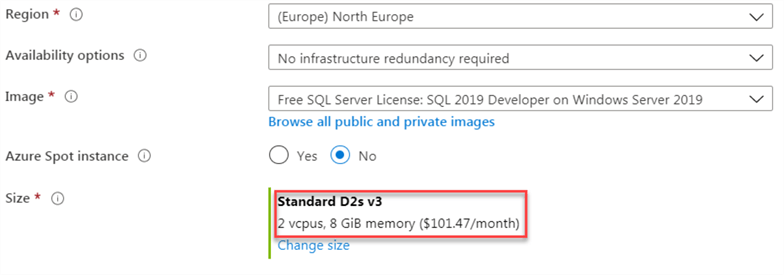 Region *
(Europe) North Europe
Availability options
No infrastructure redundancy required
Image *
Free SQL Server License: SQL 2019 Developer on Windows Server 2019
Browse all public and private images
Azure Spot instance
Yes No
Size *
Standard D2s v3
2 vcpus, 8 GiB memory ($101.47/month)
Change size